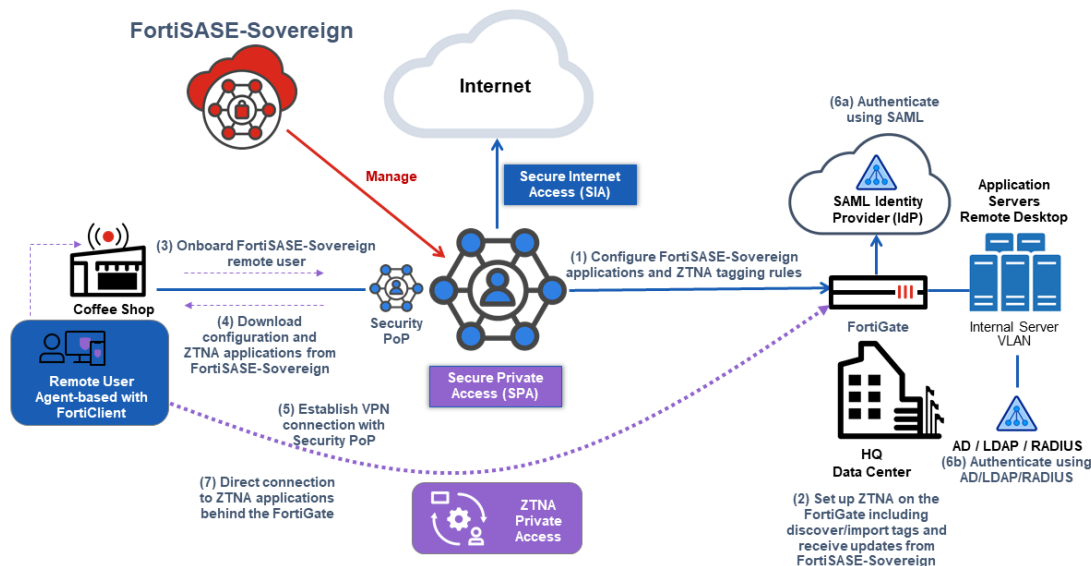 FortiSASE-Sovereign
Internet
(6a) Authenticate
using SAML
Manage
Secure Internet
Access (SIA)
SAML Identity
Provider (IdP)
Application
Servers
Remote Desktop
(3) Onboard FortiSASE-Sovereign
remote user
(1) Configure FortiSASE-Sovereign
applications and ZTNA tagging rules
Coffee Shop
Security
PoP
FortiGate
Internal Server
VLAN
(4) Download
configuration and
ZTNA applications from
FortiSASE-Sovereign
Remote User
Agent-based with
FortiClient
Secure Private
Access (SPA)
(5) Establish VPN
connection with
Security PoP
HQ
Data Center
AD / LDAP / RADIUS
(6b) Authenticate using
AD/LDAP/RADIUS
(7) Direct connection
to ZTNA applications
behind the FortiGate
ZTNA
Private
Access
(2) Set up ZTNA on the
FortiGate including
discover/import tags and
receive updates from
FortiSASE-Sovereign